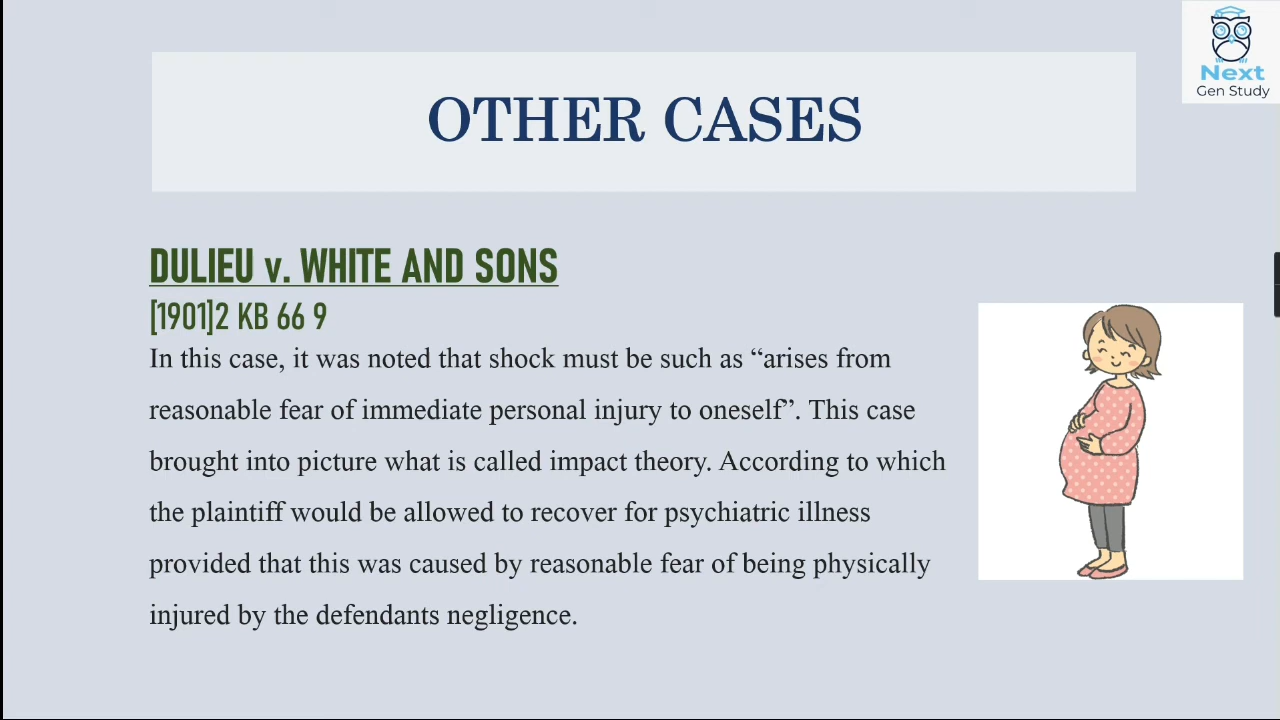 Next
Gen Study
OTHER CASES
DULIEU v. WHITE AND SONS
[1901]2 KB 66 9
In this case, it was noted that shock must be such as “arises from
reasonable fear of immediate personal injury to oneself”. This case
brought into picture what is called impact theory. According to which
the plaintiff would be allowed to recover for psychiatric illness
provided that this was caused by reasonable fear of being physically
injured by the defendants negligence.